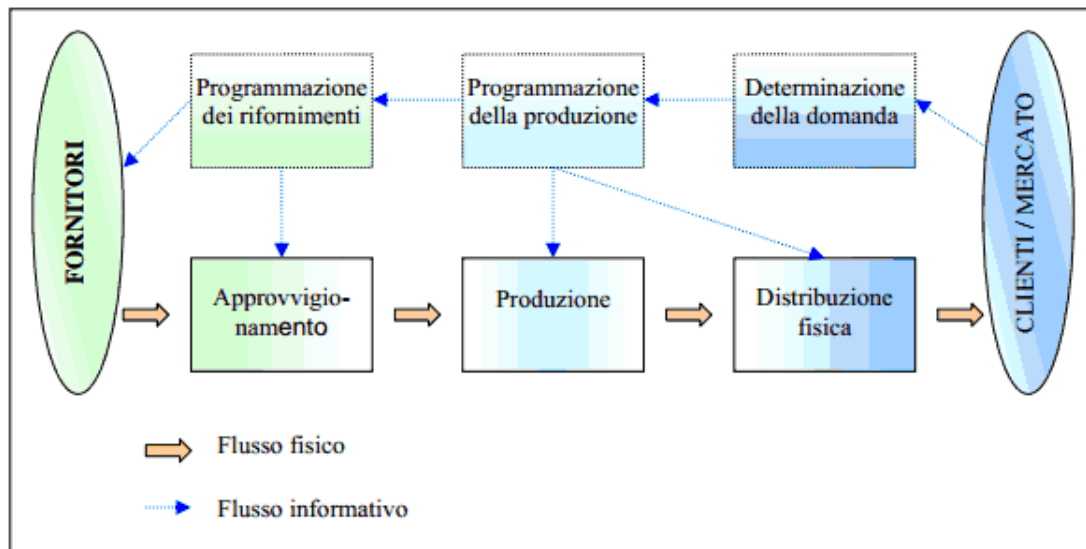 FORNITORI
Programmazione
dei rifornimenti
Programmazione
della produzione
Determinazione
della domanda
CLIENTI / MERCATO
Approvvigio-
namento
Produzione
Distribuzione
fisica
Flusso fisico
Flusso informativo